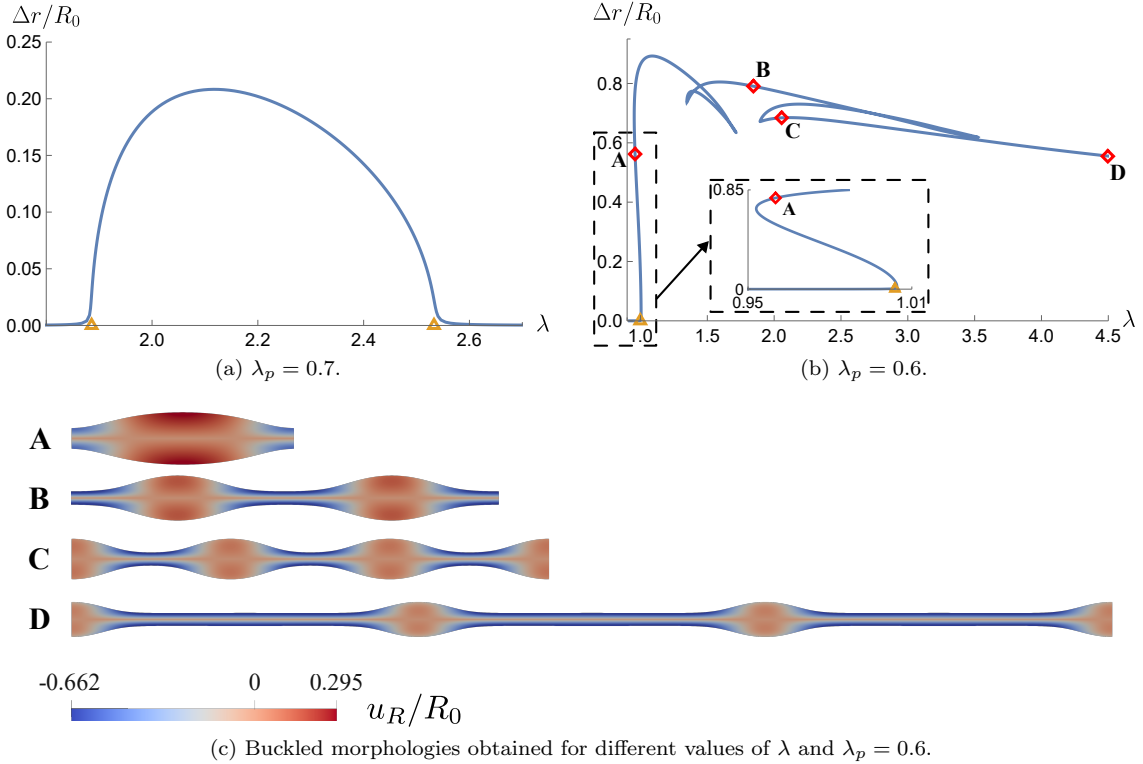 Δr/R₀
0.25
0.20
0.15
0.10
0.05
0.00
2.0 2.2 2.4 2.6 λ
(a) λₚ = 0.7.
Δr/R₀
0.8
0.6
0.4
0.2
0.0
A
B
C
D
0.85
A
0
0.95 1.01
1.0 1.5 2.0 2.5 3.0 3.5 4.0 4.5 λ
(b) λₚ = 0.6.
A
B
C
D
-0.662 0 0.295
u_R/R₀
(c) Buckled morphologies obtained for different values of λ and λₚ = 0.6.